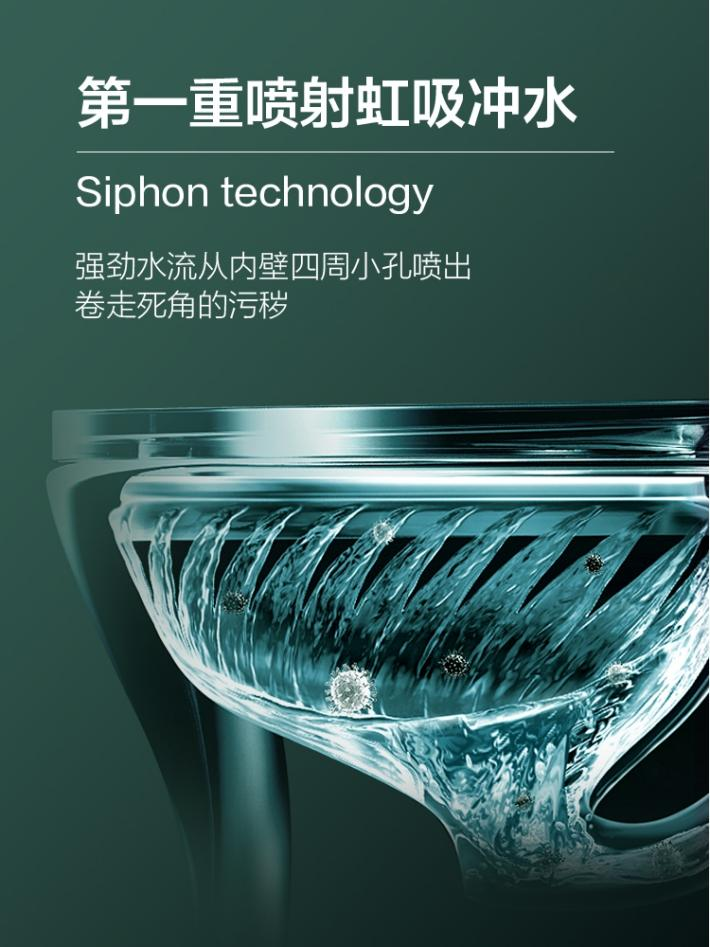 第一重喷射虹吸冲水
Siphon technology
强劲水流从内壁四周小孔喷出
卷走死角的污秽